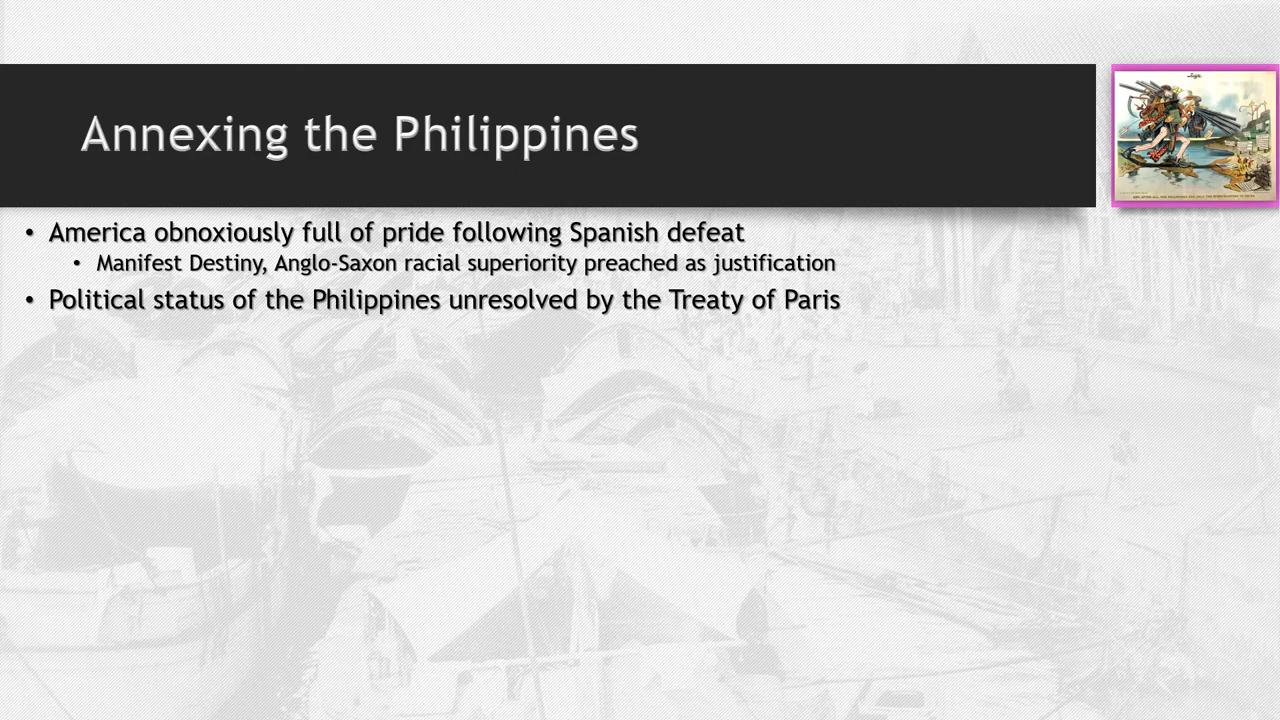 Annexing the Philippines
Judge
• America obnoxiously full of pride following Spanish defeat
• Manifest Destiny, Anglo-Saxon racial superiority preached as justification
• Political status of the Philippines unresolved by the Treaty of Paris